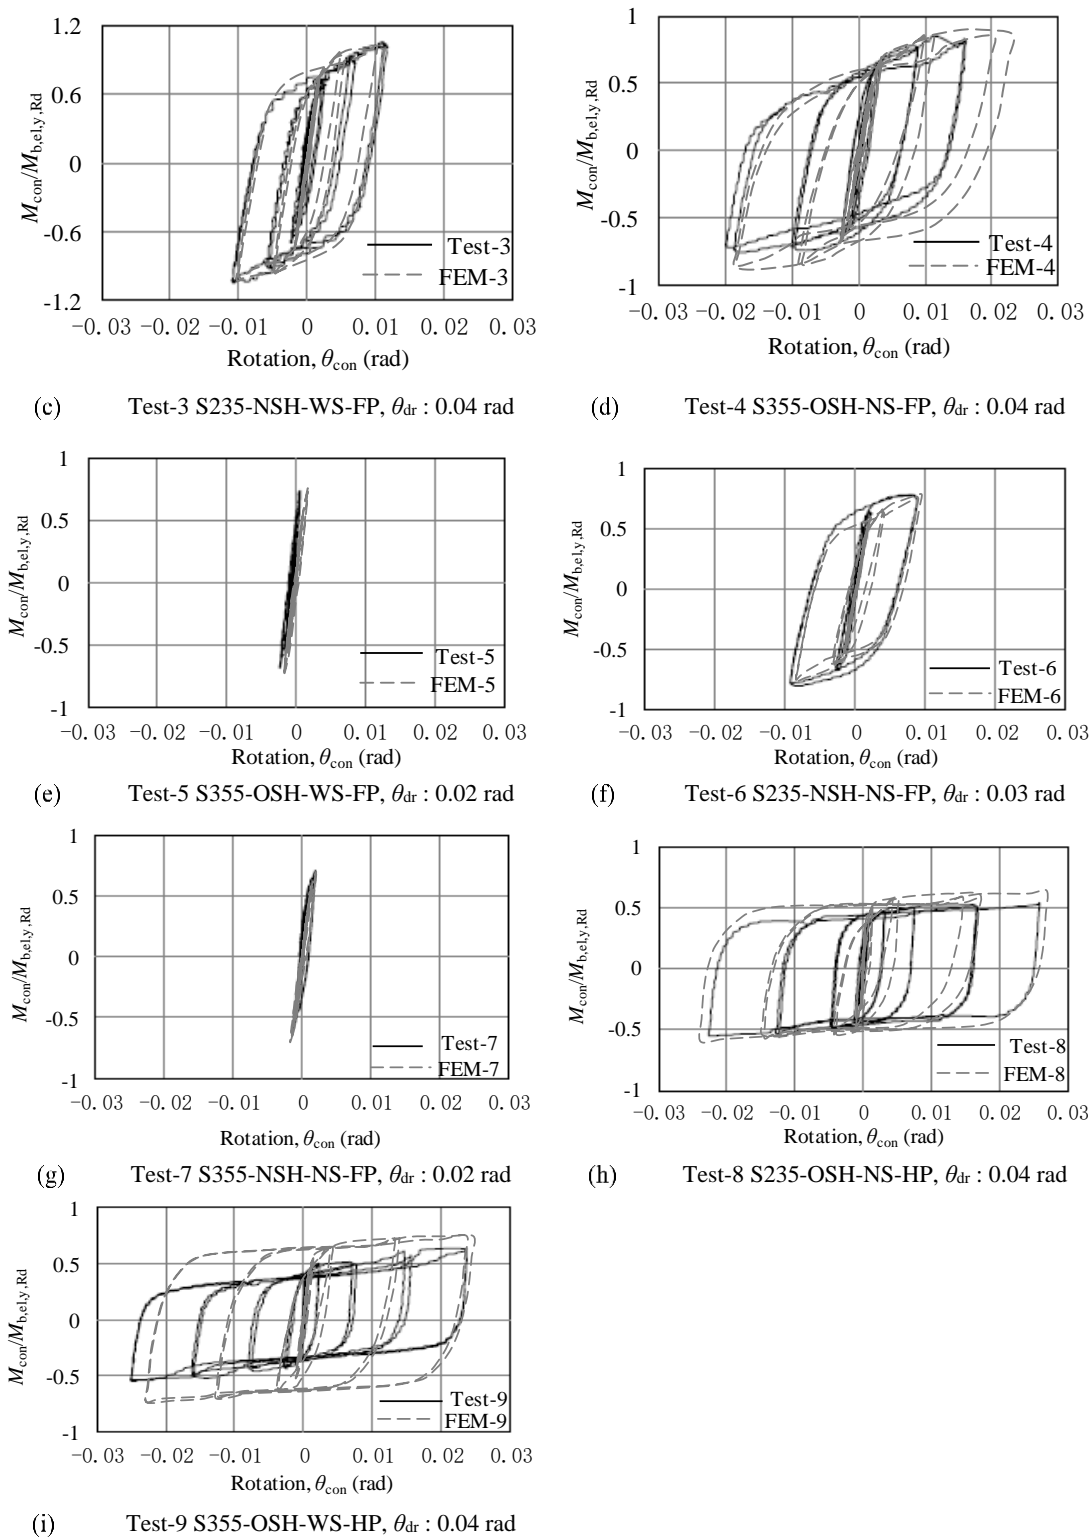 1.2
0.6
0
-0.6
-1.2
M con/M b,el,y,Rd
Test-3
FEM-3
-0.03 -0.02 -0.01 0 0.01 0.02 0.03
Rotation, θcon (rad)
(c) Test-3 S235-NSH-WS-FP, θdr : 0.04 rad
1
0.5
0
-0.5
-1
Mcon/Mb,el,y,Rd
Test-4
FEM-4
-0.03 -0.02 -0.01 0 0.01 0.02 0.03
Rotation, θcon (rad)
(d) Test-4 S355-OSH-NS-FP, θdr : 0.04 rad
1
0.5
0
-0.5
-1
Mcon/Mb,el,y,Rd
Test-5
FEM-5
-0.03 -0.02 -0.01 0 0.01 0.02 0.03
Rotation, θcon (rad)
(e) Test-5 S355-OSH-WS-FP, θdr : 0.02 rad
1
0.5
0
-0.5
-1
Mcon/Mb,el,y,Rd
Test-6
FEM-6
-0.03 -0.02 -0.01 0 0.01 0.02 0.03
Rotation, θcon (rad)
(f) Test-6 S235-NSH-NS-FP, θdr : 0.03 rad
1
0.5
0
-0.5
-1
Mcon/Mb,el,y,Rd
Test-7
FEM-7
-0.03 -0.02 -0.01 0 0.01 0.02 0.03
Rotation, θcon (rad)
(g) Test-7 S355-NSH-NS-FP, θdr : 0.02 rad
1
0.5
0
-0.5
-1
Mcon/Mb,el,y,Rd
Test-8
FEM-8
-0.03 -0.02 -0.01 0 0.01 0.02 0.03
Rotation, θcon (rad)
(h) Test-8 S235-OSH-NS-HP, θdr : 0.04 rad
1
0.5
0
-0.5
-1
Mcon/Mb,el,y,Rd
Test-9
FEM-9
-0.03 -0.02 -0.01 0 0.01 0.02 0.03
Rotation, θcon (rad)
(i) Test-9 S355-OSH-WS-HP, θdr : 0.04 rad